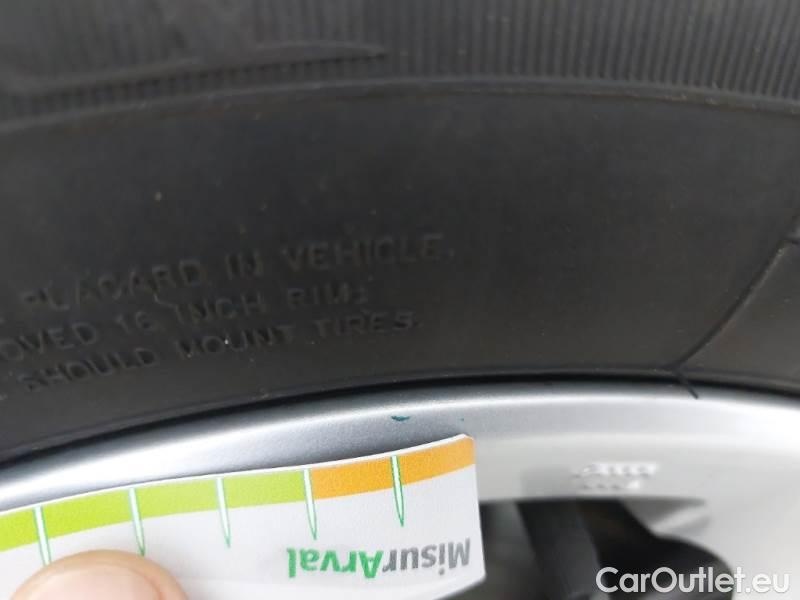 PLACARD IN VEHICLE.
OVED 16 INCH RIM;
SHOULD MOUNT TIRES.
MisurArval
CarOutlet.eu